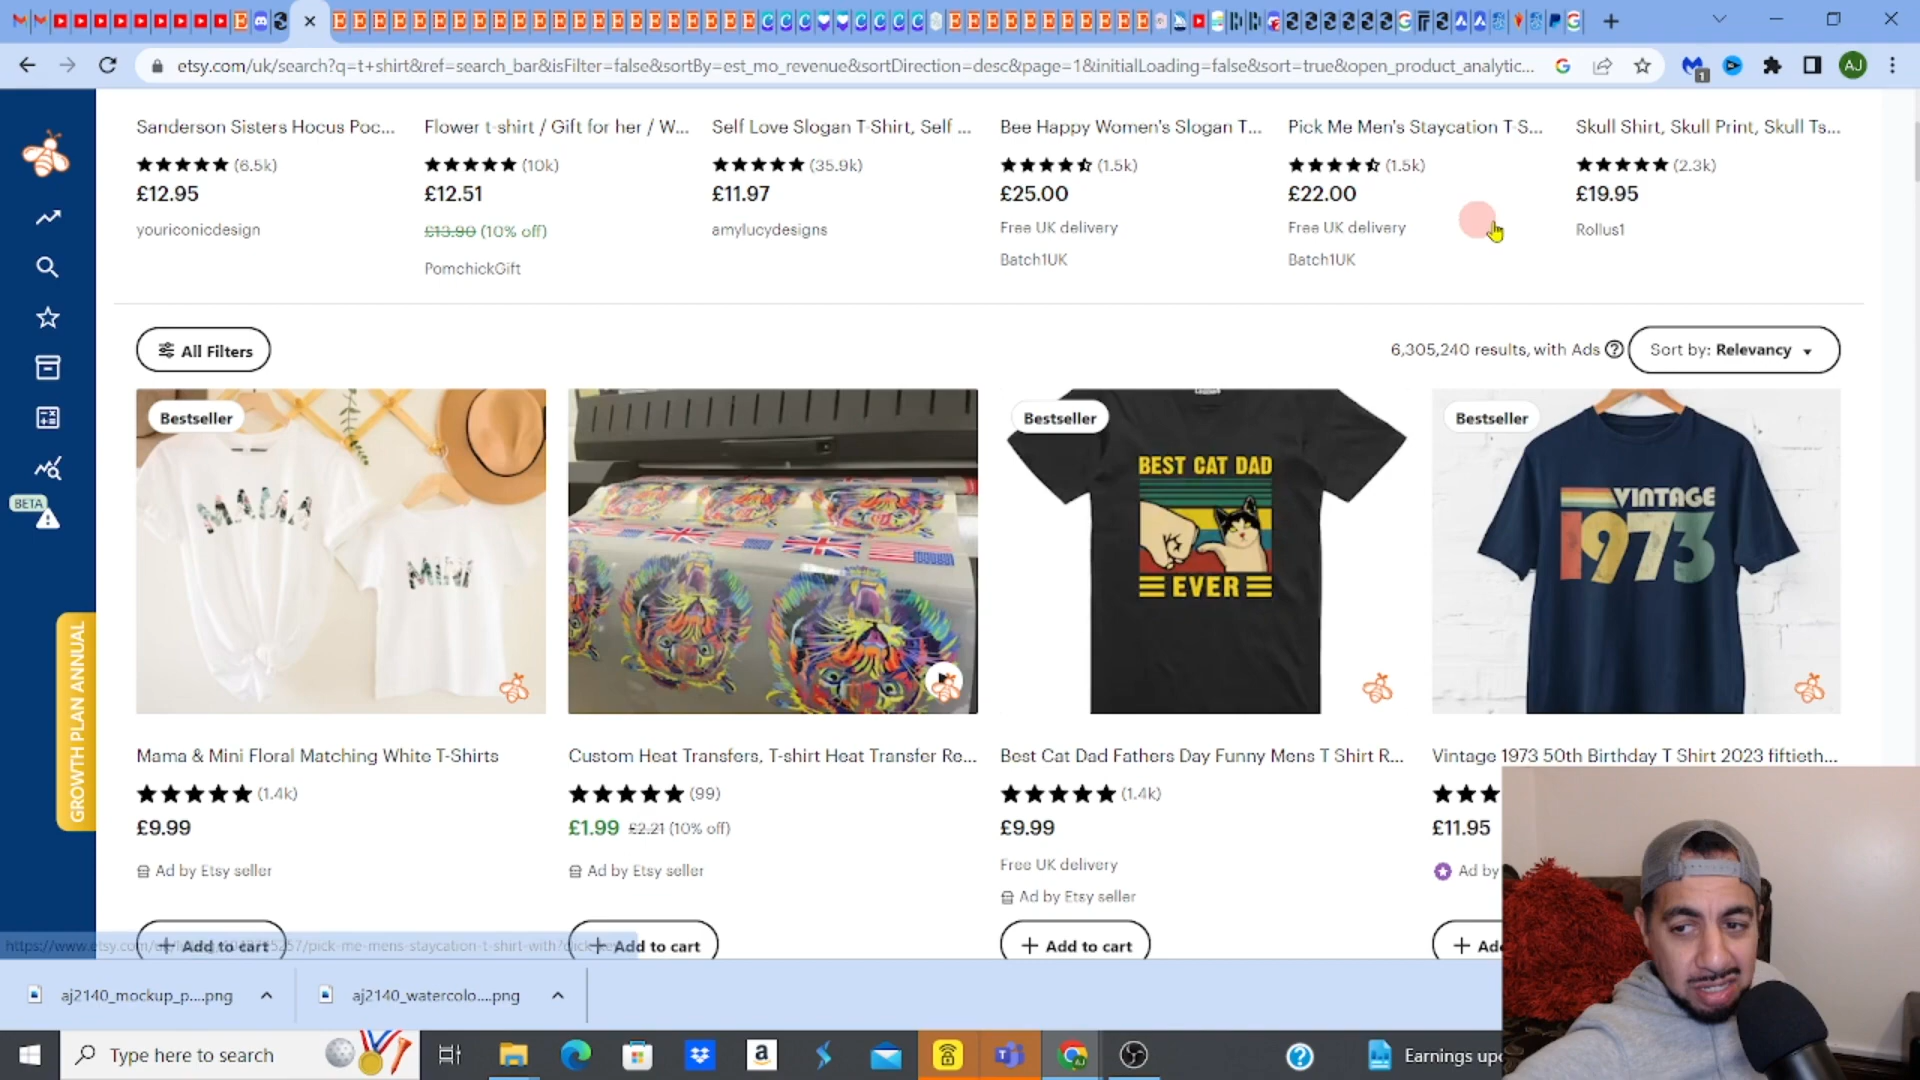 etsy.com/uk/search?q=t+shirt&ref=search_bar&isFilter=false&sortBy=est_mo_revenue&sortDirection=desc&page=1&initialLoading=false&sort=true&open_product_analytic...
1
AJ
Sanderson Sisters Hocus Poc...
(6.5k)
£12.95
youriconicdesign
Flower t-shirt / Gift for her / W...
(10k)
£12.51
£13.90 (10% off)
PomchickGift
Self Love Slogan T-Shirt, Self ...
(35.9k)
£11.97
amylucydesigns
Bee Happy Women's Slogan T...
(1.5k)
£25.00
Free UK delivery
Batch1UK
Pick Me Men's Staycation T-S...
(1.5k)
£22.00
Free UK delivery
Batch1UK
Skull Shirt, Skull Print, Skull Ts...
(2.3k)
£19.95
Rollus1
BETA
GROWTH PLAN ANNUAL
All Filters
6,305,240 results, with Ads
Sort by: Relevancy
Bestseller
MAMA
MINI
Mama & Mini Floral Matching White T-Shirts
(1.4k)
£9.99
Ad by Etsy seller
Add to cart
Custom Heat Transfers, T-shirt Heat Transfer Re...
(99)
£1.99 £2.21 (10% off)
Ad by Etsy seller
Add to cart
Bestseller
BEST CAT DAD
EVER
Best Cat Dad Fathers Day Funny Mens T Shirt R...
(1.4k)
£9.99
Free UK delivery
Ad by Etsy seller
Add to cart
Bestseller
VINTAGE
1973
Vintage 1973 50th Birthday T Shirt 2023 fiftieth...
£11.95
Ad by
aj2140_mockup_p....png
aj2140_watercolo....png
Type here to search
Earnings